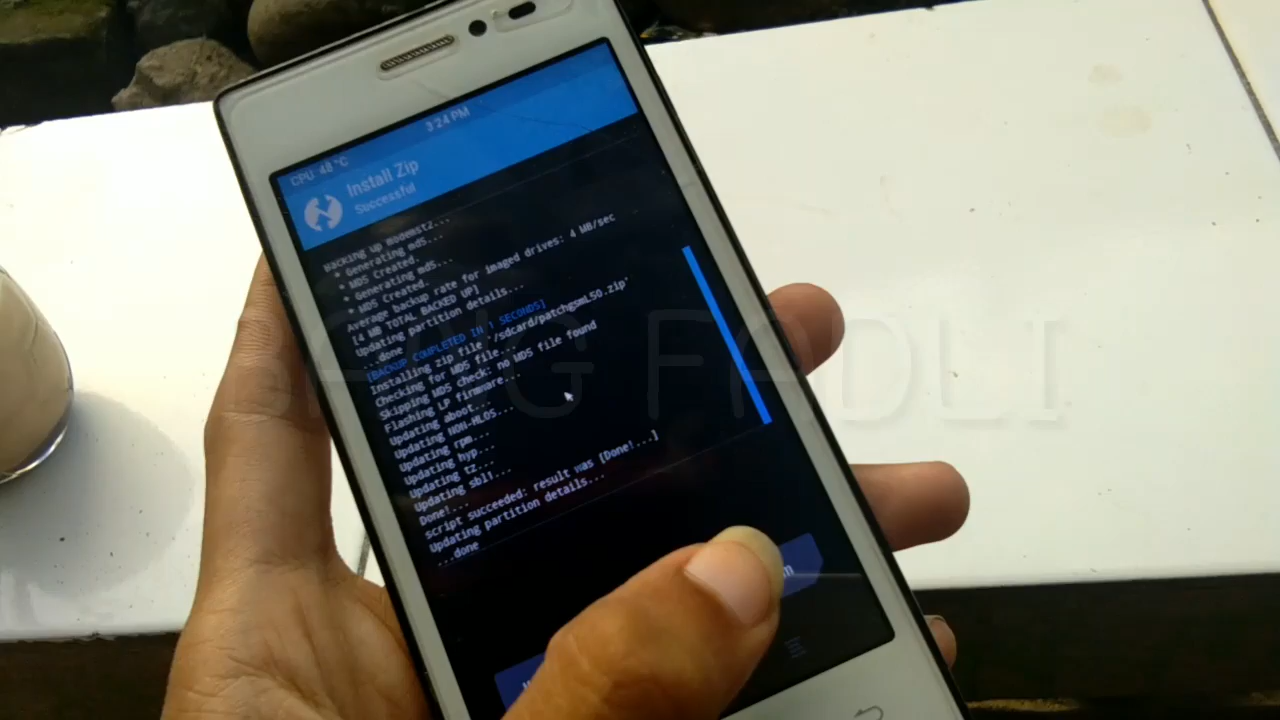 3:24 PM
CPU: 48 °C
Install Zip
Successful
Backing up modemst2...
* Generating md5...
* MD5 Created.
* Generating md5...
* MD5 Created.
Average backup rate for imaged drives: 4 MB/sec
[4 MB TOTAL BACKED UP]
Updating partition details...
...done
[BACKUP COMPLETED IN 1 SECONDS]
Installing zip file '/sdcard/patchgsmL50.zip'
Checking for MD5 file...
Skipping MD5 check: no MD5 file found
Flashing LP firmware...
Updating aboot...
Updating NON-HLOS...
Updating rpm...
Updating hyp...
Updating tz...
Updating sbl1...
Done!...
script succeeded: result was [Done!...]
Updating partition details...
...done
BANG FADLI